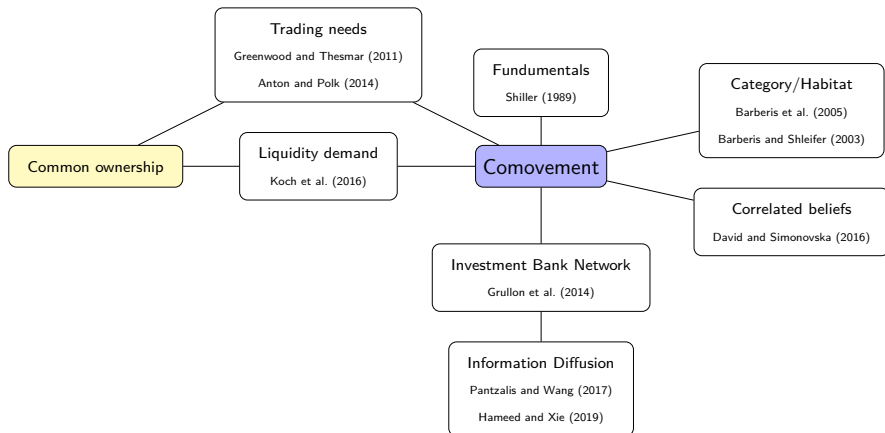 Trading needs
Greenwood and Thesmar (2011)
Anton and Polk (2014)
Fundumentals
Shiller (1989)
Category/Habitat
Barberis et al. (2005)
Barberis and Shleifer (2003)
Common ownership
Liquidity demand
Koch et al. (2016)
Comovement
Correlated beliefs
David and Simonovska (2016)
Investment Bank Network
Grullon et al. (2014)
Information Diffusion
Pantzalis and Wang (2017)
Hameed and Xie (2019)